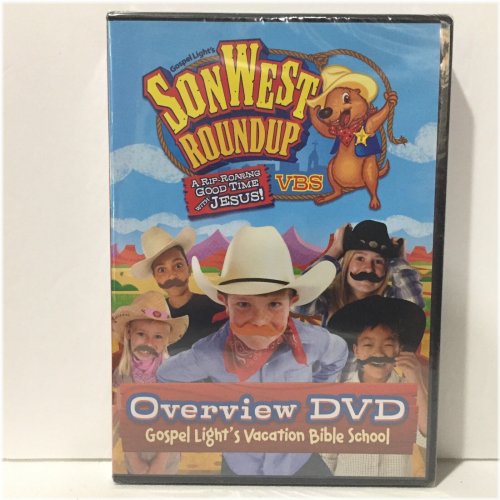 Gospel Light's
SONWEST
ROUNDUP
A RIP-ROARING
GOOD TIME
WITH JESUS!
VBS
Overview DVD
Gospel Light's Vacation Bible School